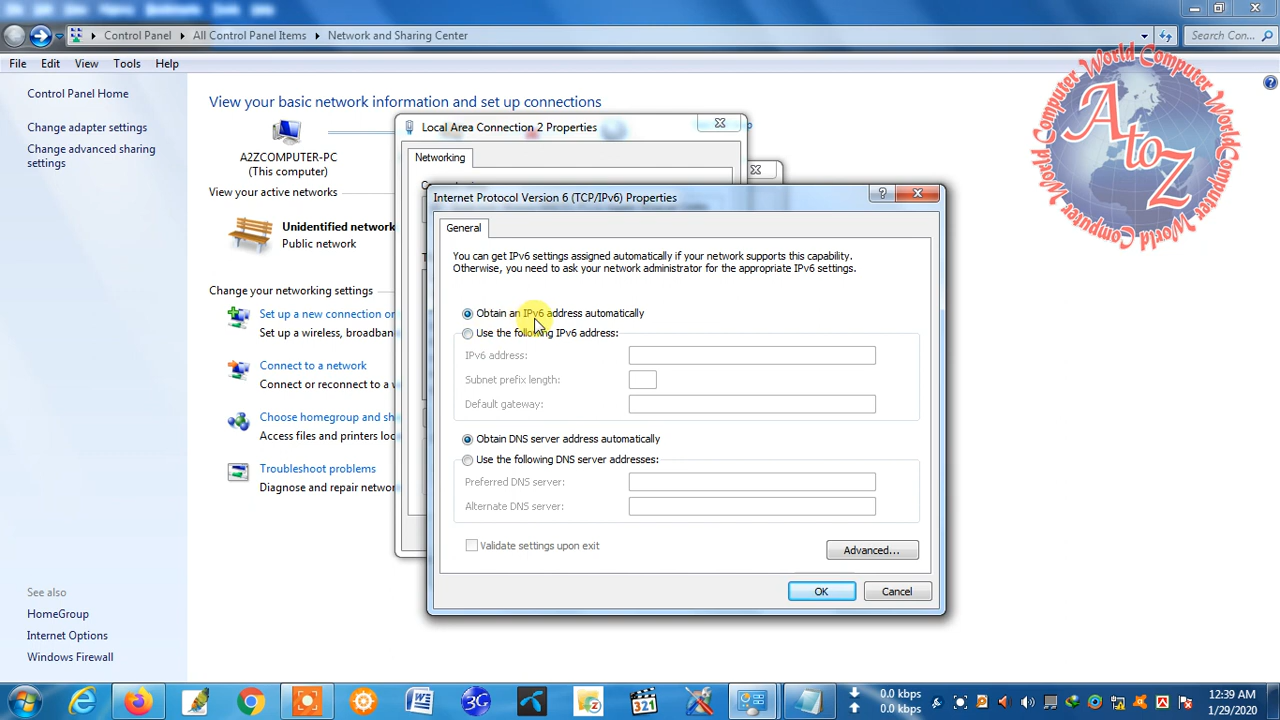 Control Panel
All Control Panel Items
Network and Sharing Center
Search Con...
File Edit View Tools Help
Control Panel Home
Change adapter settings
Change advanced sharing
settings
View your basic network information and set up connections
A2ZCOMPUTER-PC
(This computer)
View your active networks
Unidentified network
Public network
Change your networking settings
Set up a new connection or
Set up a wireless, broadban
Connect to a network
Connect or reconnect to a w
Choose homegroup and sh
Access files and printers loc
Troubleshoot problems
Diagnose and repair networ
See also
HomeGroup
Internet Options
Windows Firewall
Local Area Connection 2 Properties
Networking
Internet Protocol Version 6 (TCP/IPv6) Properties
General
You can get IPv6 settings assigned automatically if your network supports this capability.
Otherwise, you need to ask your network administrator for the appropriate IPv6 settings.
Obtain an IPv6 address automatically
Use the following IPv6 address:
IPv6 address:
Subnet prefix length:
Default gateway:
Obtain DNS server address automatically
Use the following DNS server addresses:
Preferred DNS server:
Alternate DNS server:
Validate settings upon exit
Advanced...
OK
Cancel
AtoZ
Computer World Computer World
Computer World Computer World
3G
321
0.0 kbps
0.0 kbps
12:39 AM
1/29/2020